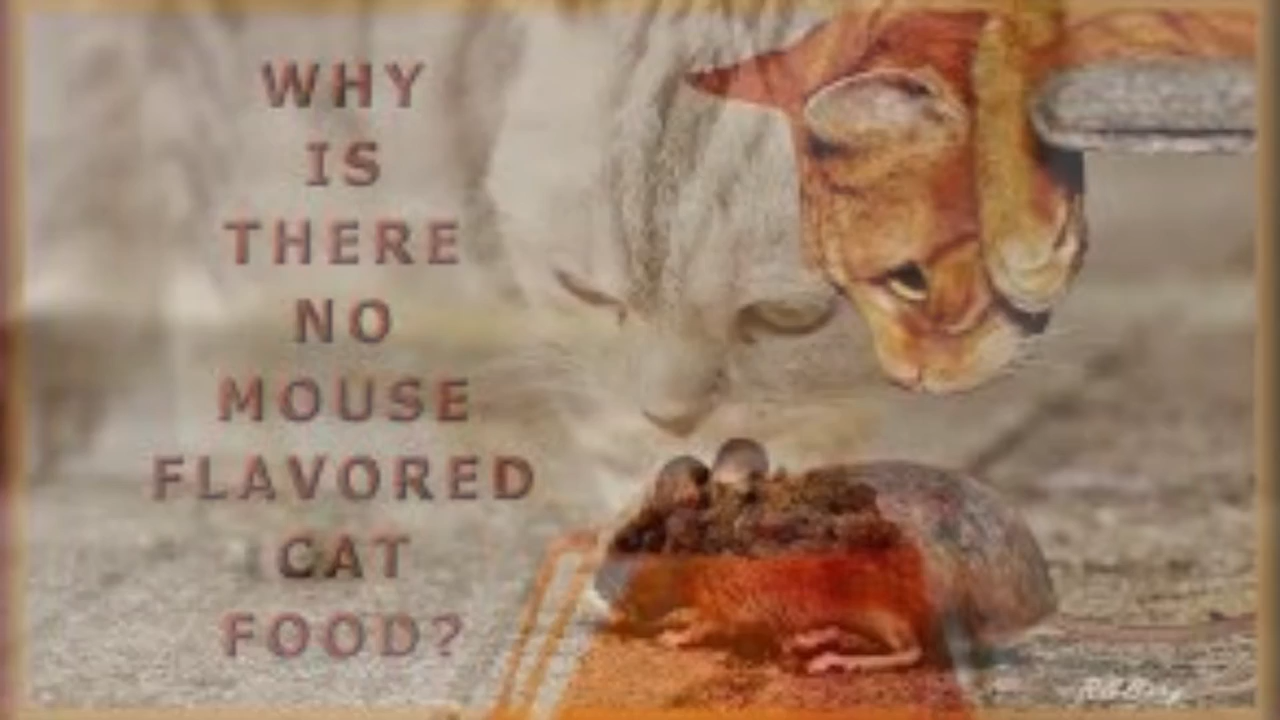 WHY
IS
THERE
NO
MOUSE
FLAVORED
CAT
FOOD?